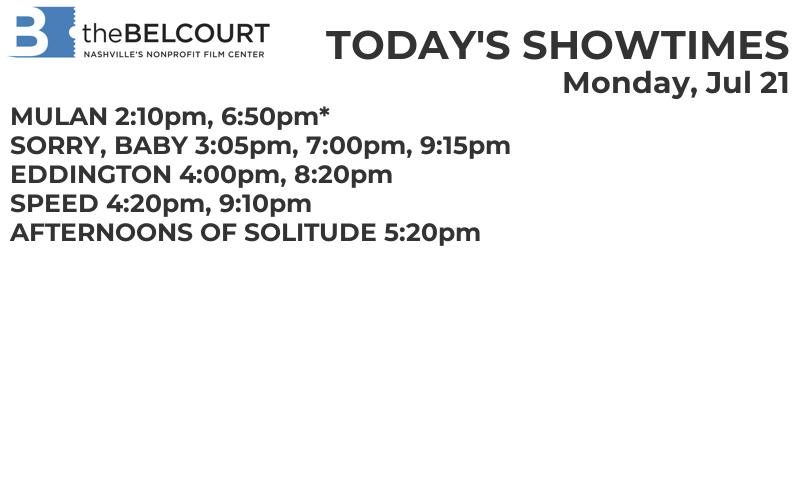 B theBELCOURT
NASHVILLE'S NONPROFIT FILM CENTER
TODAY'S SHOWTIMES
Monday, Jul 21
MULAN 2:10pm, 6:50pm*
SORRY, BABY 3:05pm, 7:00pm, 9:15pm
EDDINGTON 4:00pm, 8:20pm
SPEED 4:20pm, 9:10pm
AFTERNOONS OF SOLITUDE 5:20pm